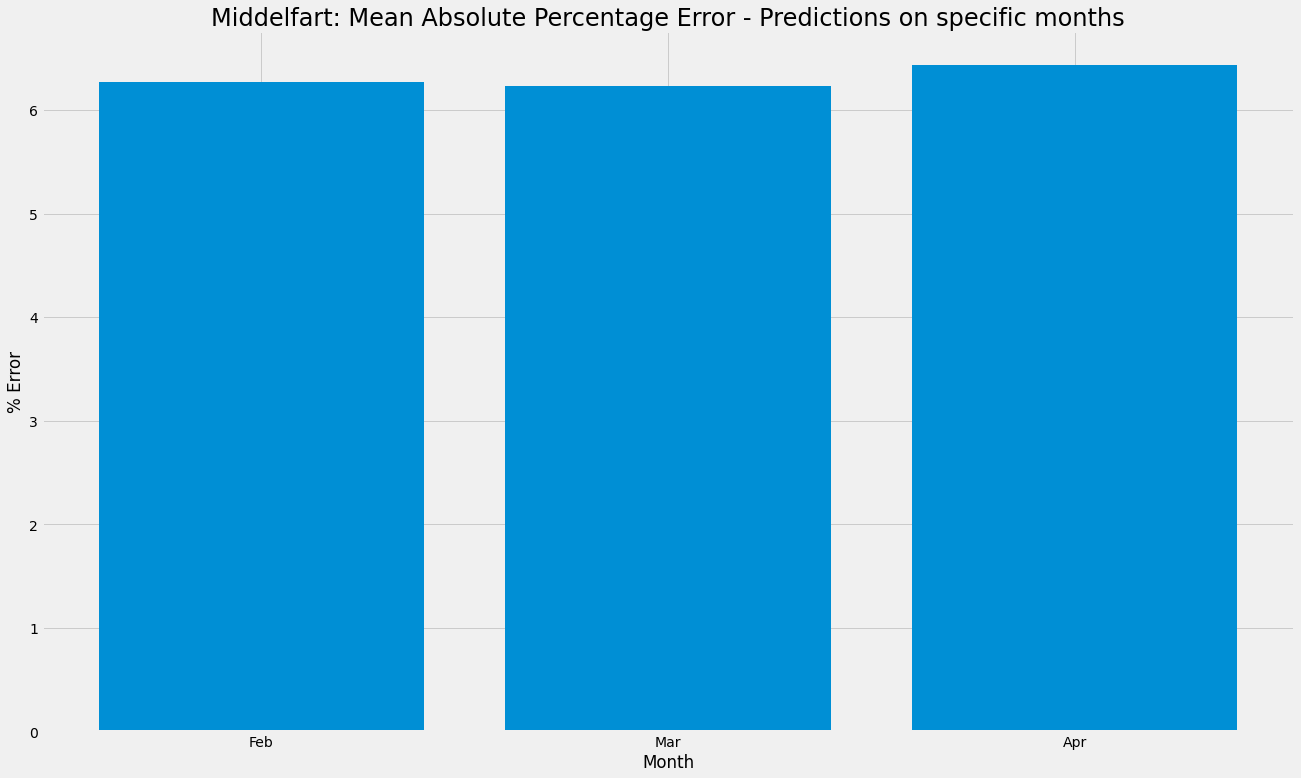 Middelfart: Mean Absolute Percentage Error - Predictions on specific months
6
5
4
3
2
1
0
% Error
Feb
Mar
Apr
Month